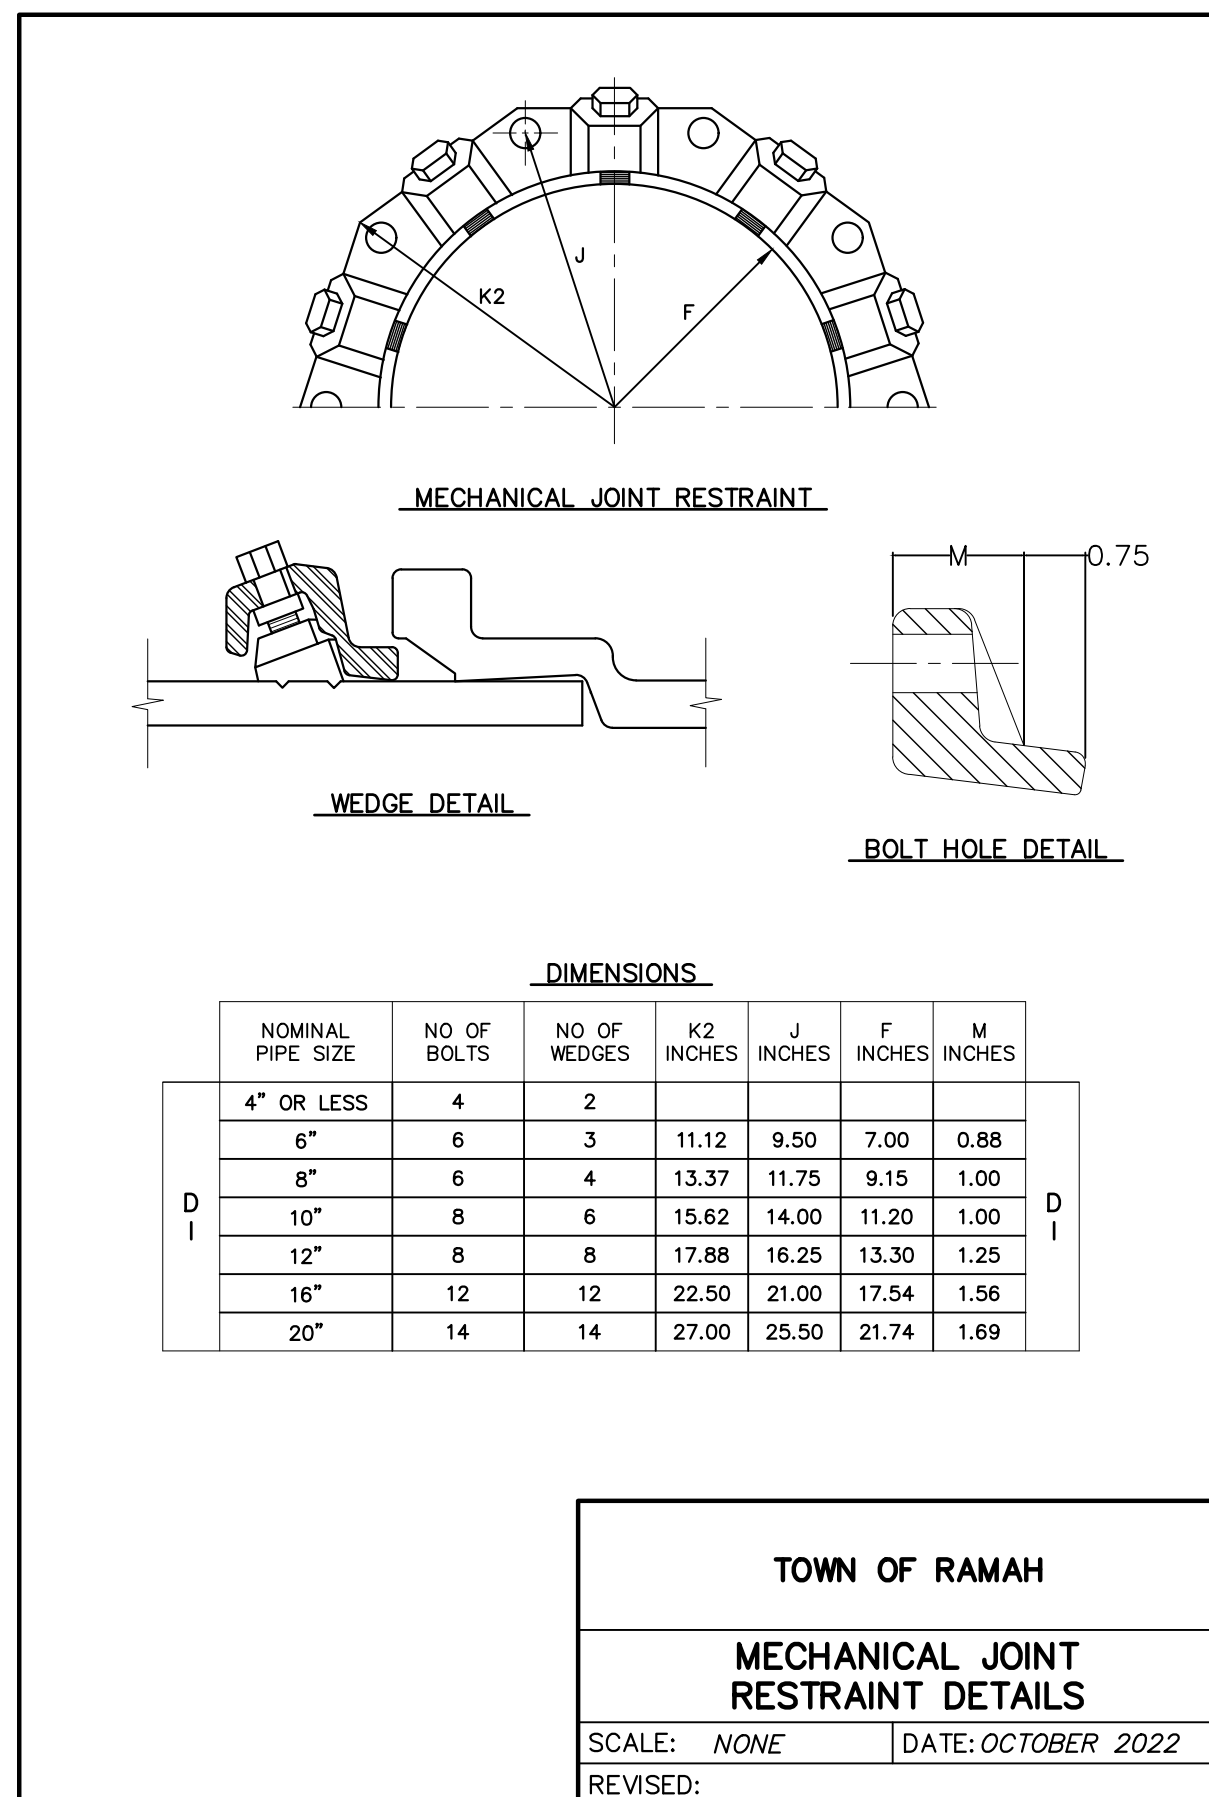 J
K2
F
MECHANICAL JOINT RESTRAINT
M
0.75
WEDGE DETAIL
BOLT HOLE DETAIL
DIMENSIONS
NOMINAL PIPE SIZE NO OF BOLTS NO OF WEDGES K2 INCHES J INCHES F INCHES M INCHES
4" OR LESS 4 2
6" 6 3 11.12 9.50 7.00 0.88
8" 6 4 13.37 11.75 9.15 1.00
10" 8 6 15.62 14.00 11.20 1.00
12" 8 8 17.88 16.25 13.30 1.25
16" 12 12 22.50 21.00 17.54 1.56
20" 14 14 27.00 25.50 21.74 1.69
D I
D I
TOWN OF RAMAH
MECHANICAL JOINT
RESTRAINT DETAILS
SCALE: NONE DATE: OCTOBER 2022
REVISED: